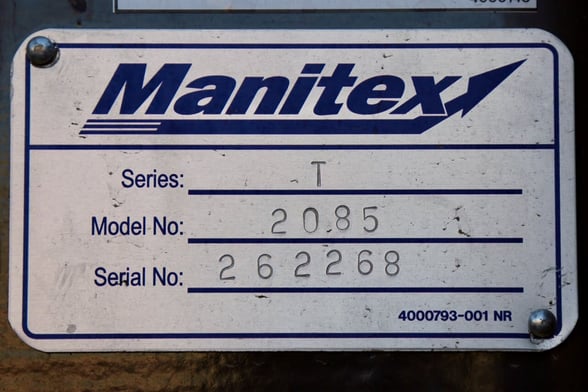 Manitex
Series: T
Model No: 2085
Serial No: 262268
4000793-001 NR